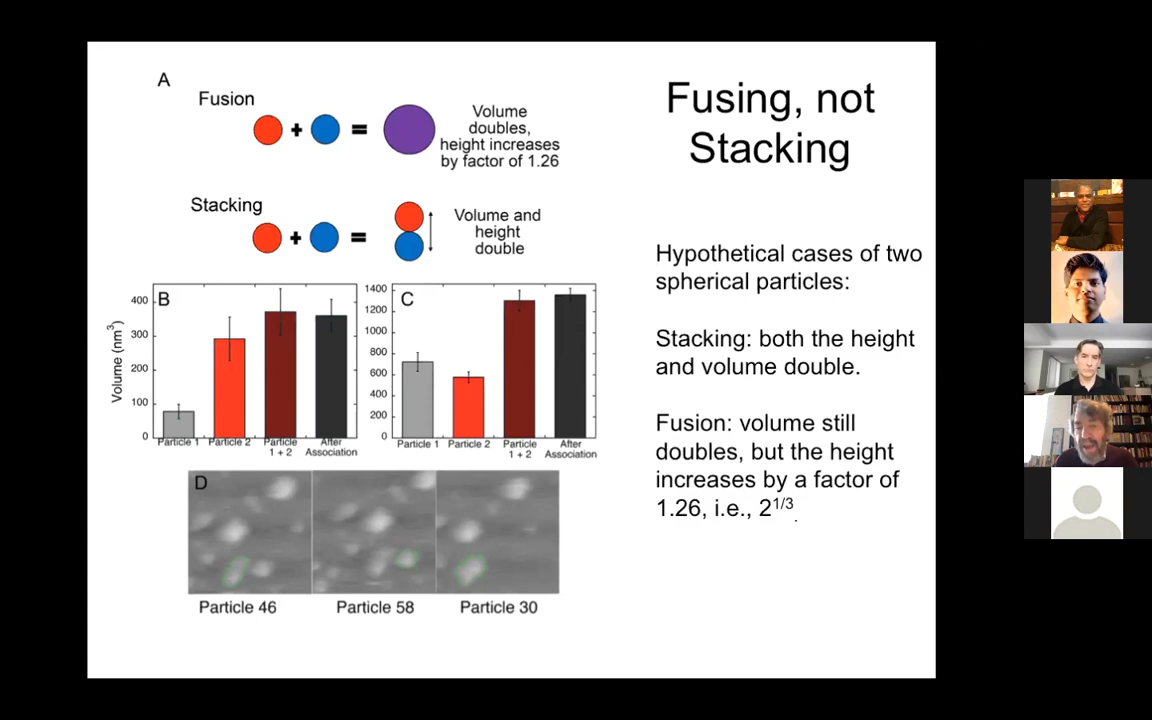 A
Fusion
+
=
Volume
doubles,
height increases
by factor of 1.26
Stacking
+
=
Volume and
height
double
Fusing, not
Stacking
Hypothetical cases of two
spherical particles:
Stacking: both the height
and volume double.
Fusion: volume still
doubles, but the height
increases by a factor of
1.26, i.e., 2^1/3.
B
Volume (nm³)
400
300
200
100
0
Particle 1
Particle 2
Particle
1 + 2
After
Association
C
1400
1200
1000
800
600
400
200
0
Particle 1
Particle 2
Particle
1 + 2
After
Association
D
Particle 46
Particle 58
Particle 30